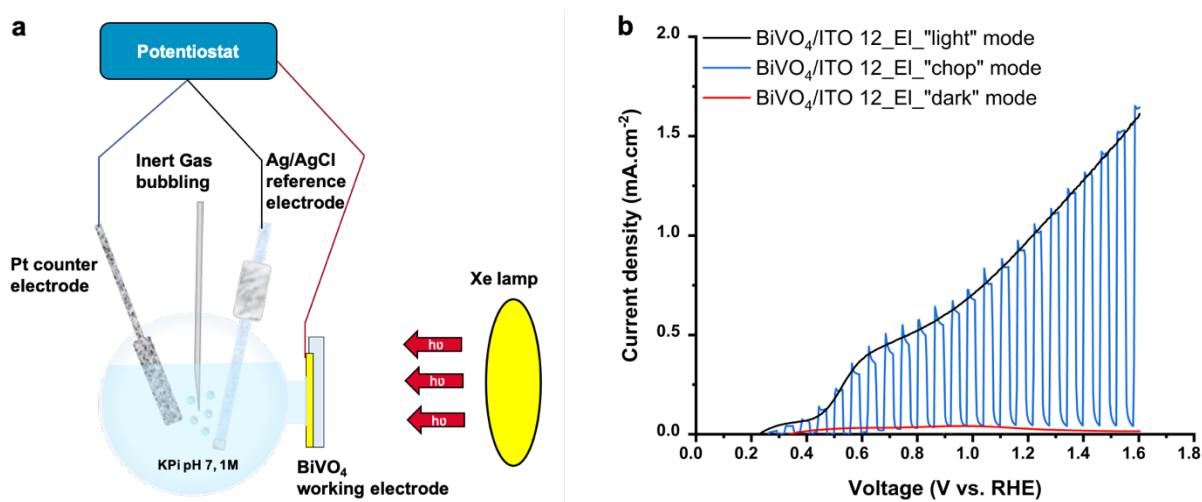 a
Potentiostat
Inert Gas
bubbling
Ag/AgCl
reference
electrode
Pt counter
electrode
Xe lamp
hυ
hυ
hυ
KPi pH 7, 1M
BiVO₄
working electrode
b
BiVO₄/ITO 12_EI_"light" mode
BiVO₄/ITO 12_EI_"chop" mode
BiVO₄/ITO 12_EI_"dark" mode
Current density (mA.cm⁻²)
2.0
1.5
1.0
0.5
0.0
0.0 0.2 0.4 0.6 0.8 1.0 1.2 1.4 1.6 1.8
Voltage (V vs. RHE)